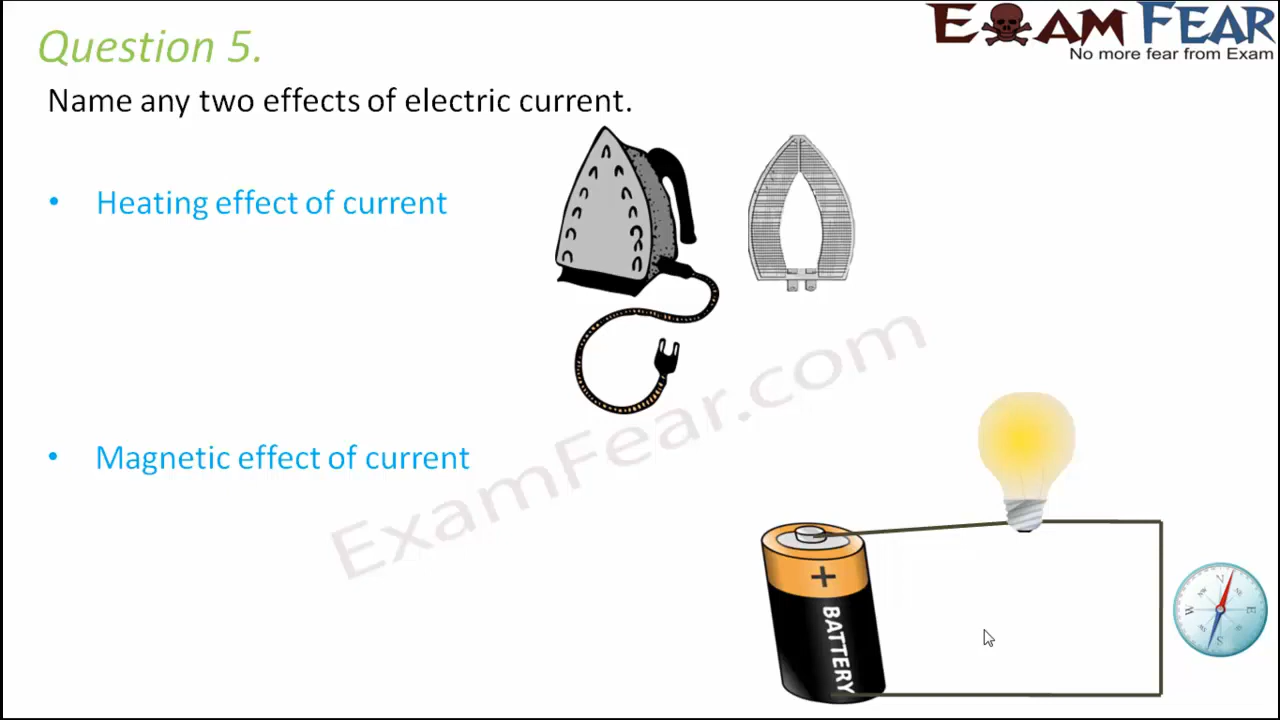 Question 5.
EXAMFEAR
No more fear from Exam
Name any two effects of electric current.
• Heating effect of current
• Magnetic effect of current
ExamFear.com
+
BATTERY
N
W E
S